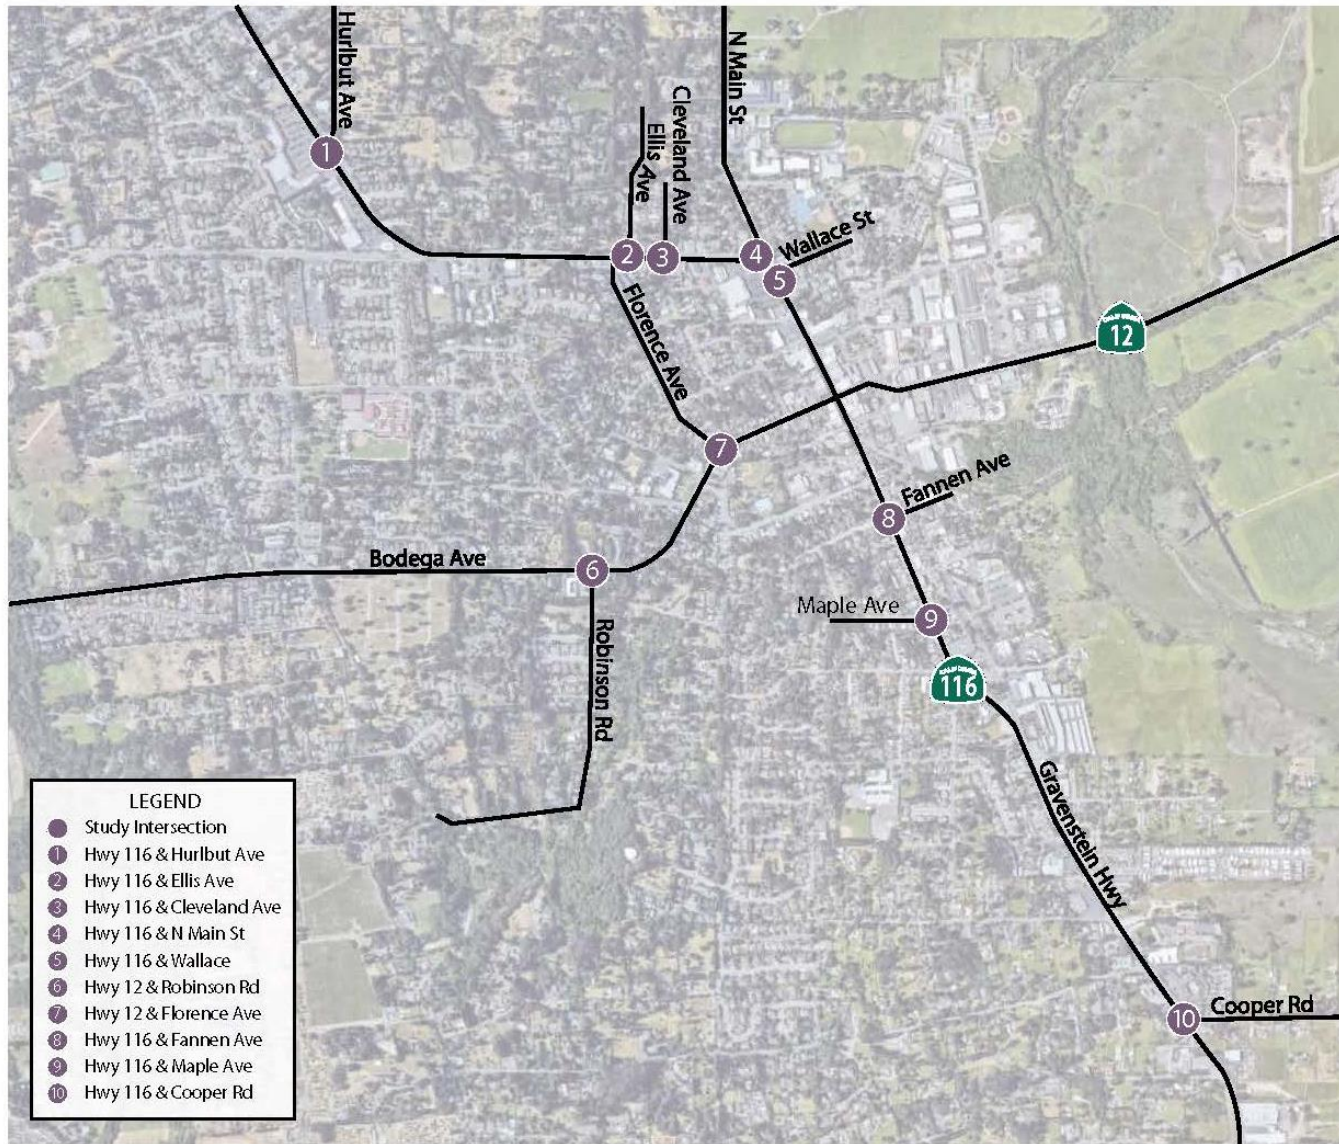 Hurlbut Ave
N Main St
Cleveland Ave
Ellis Ave
1
2
3
4
Wallace St
5
Florence Ave
CALIFORNIA
12
7
Fannen Ave
8
Bodega Ave
6
Maple Ave
9
Robinson Rd
CALIFORNIA
116
Gravenstein Hwy
10
Cooper Rd
LEGEND
Study Intersection
1 Hwy 116 & Hurlbut Ave
2 Hwy 116 & Ellis Ave
3 Hwy 116 & Cleveland Ave
4 Hwy 116 & N Main St
5 Hwy 116 & Wallace
6 Hwy 12 & Robinson Rd
7 Hwy 12 & Florence Ave
8 Hwy 116 & Fannen Ave
9 Hwy 116 & Maple Ave
10 Hwy 116 & Cooper Rd